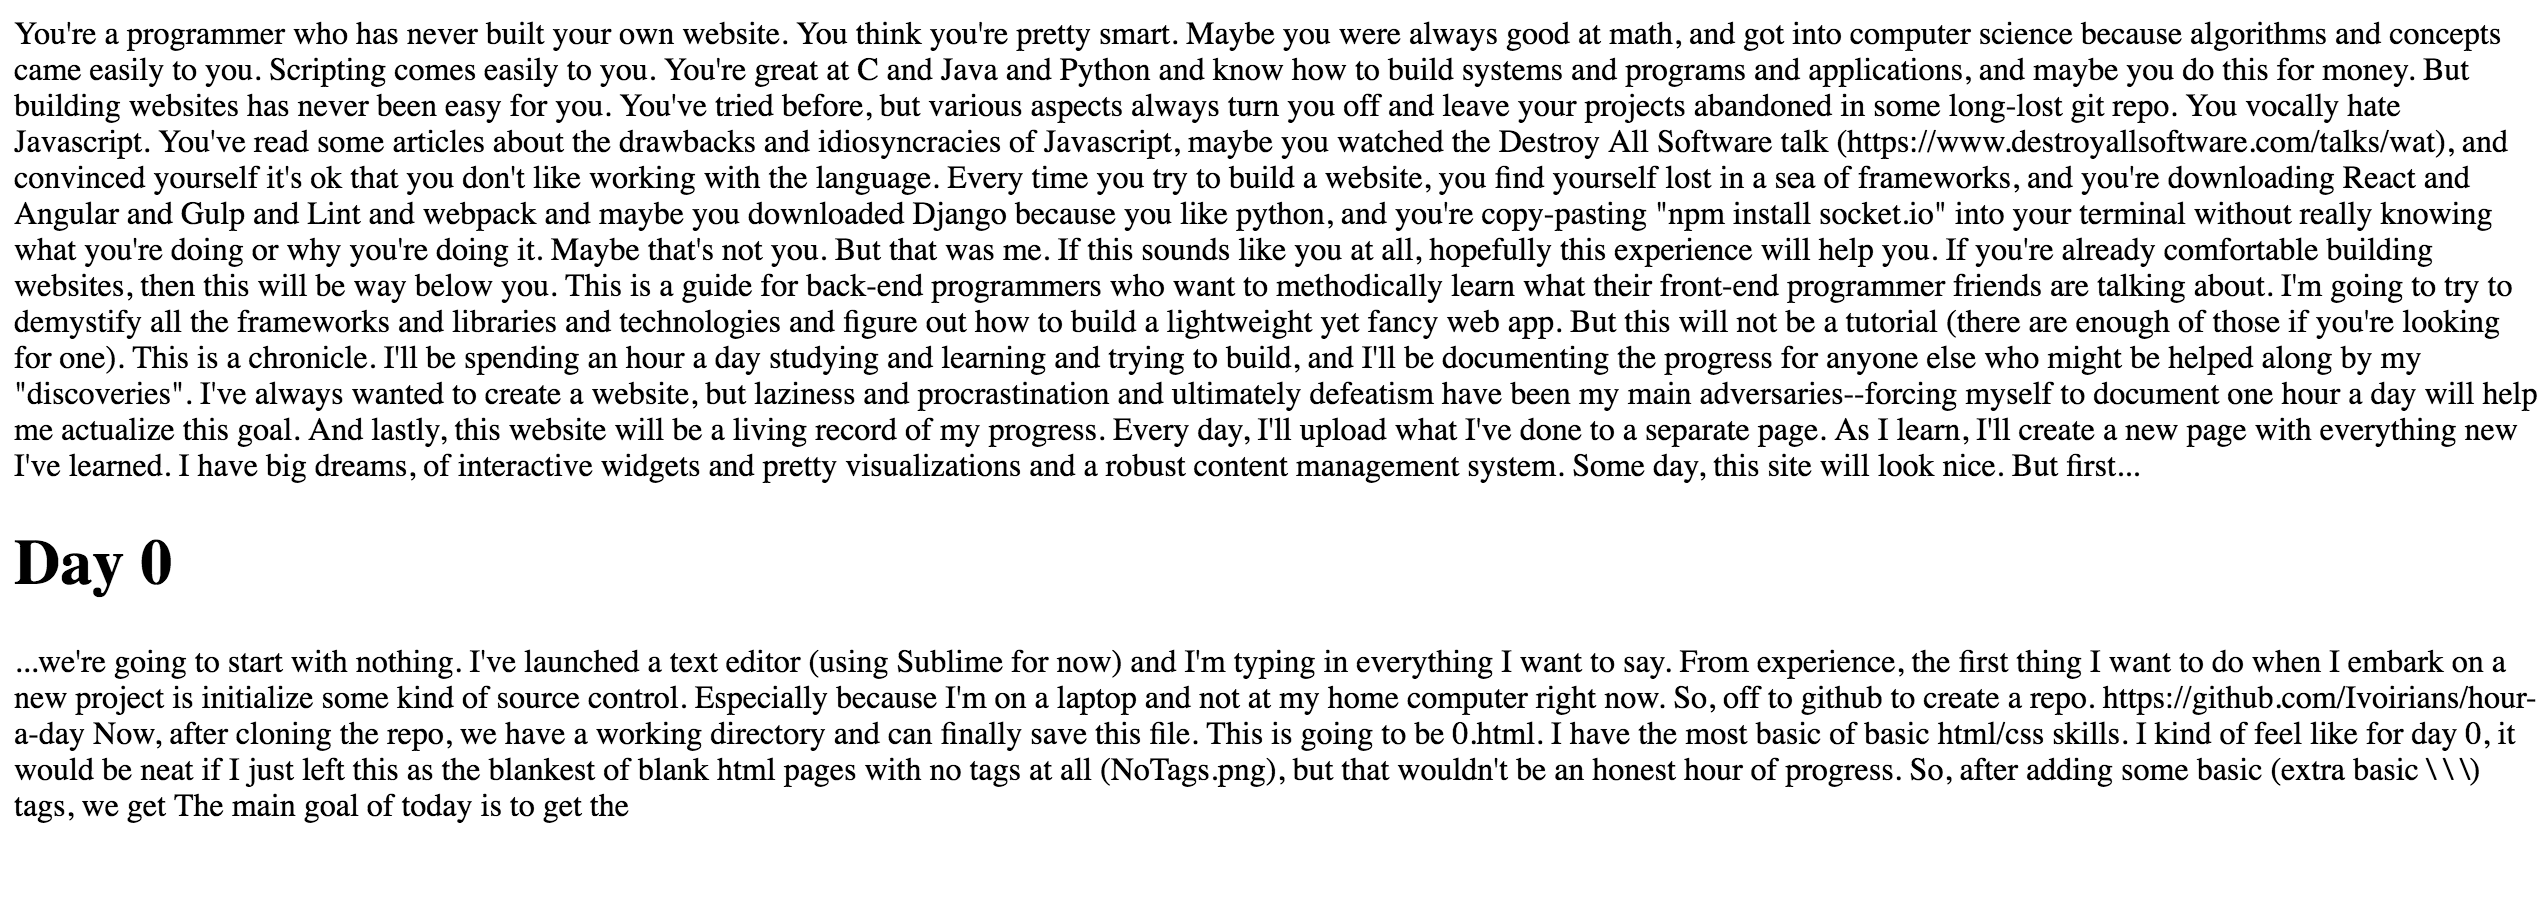 You're a programmer who has never built your own website. You think you're pretty smart. Maybe you were always good at math, and got into computer science because algorithms and concepts
came easily to you. Scripting comes easily to you. You're great at C and Java and Python and know how to build systems and programs and applications, and maybe you do this for money. But
building websites has never been easy for you. You've tried before, but various aspects always turn you off and leave your projects abandoned in some long-lost git repo. You vocally hate
Javascript. You've read some articles about the drawbacks and idiosyncracies of Javascript, maybe you watched the Destroy All Software talk (https://www.destroyallsoftware.com/talks/wat), and
convinced yourself it's ok that you don't like working with the language. Every time you try to build a website, you find yourself lost in a sea of frameworks, and you're downloading React and
Angular and Gulp and Lint and webpack and maybe you downloaded Django because you like python, and you're copy-pasting "npm install socket.io" into your terminal without really knowing
what you're doing or why you're doing it. Maybe that's not you. But that was me. If this sounds like you at all, hopefully this experience will help you. If you're already comfortable building
websites, then this will be way below you. This is a guide for back-end programmers who want to methodically learn what their front-end programmer friends are talking about. I'm going to try to
demystify all the frameworks and libraries and technologies and figure out how to build a lightweight yet fancy web app. But this will not be a tutorial (there are enough of those if you're looking
for one). This is a chronicle. I'll be spending an hour a day studying and learning and trying to build, and I'll be documenting the progress for anyone else who might be helped along by my
"discoveries". I've always wanted to create a website, but laziness and procrastination and ultimately defeatism have been my main adversaries--forcing myself to document one hour a day will help
me actualize this goal. And lastly, this website will be a living record of my progress. Every day, I'll upload what I've done to a separate page. As I learn, I'll create a new page with everything new
I've learned. I have big dreams, of interactive widgets and pretty visualizations and a robust content management system. Some day, this site will look nice. But first...
Day 0
...we're going to start with nothing. I've launched a text editor (using Sublime for now) and I'm typing in everything I want to say. From experience, the first thing I want to do when I embark on a
new project is initialize some kind of source control. Especially because I'm on a laptop and not at my home computer right now. So, off to github to create a repo. https://github.com/Ivoirians/hour-
a-day Now, after cloning the repo, we have a working directory and can finally save this file. This is going to be 0.html. I have the most basic of basic html/css skills. I kind of feel like for day 0, it
would be neat if I just left this as the blankest of blank html pages with no tags at all (NoTags.png), but that wouldn't be an honest hour of progress. So, after adding some basic (extra basic \ \ \)
tags, we get The main goal of today is to get the